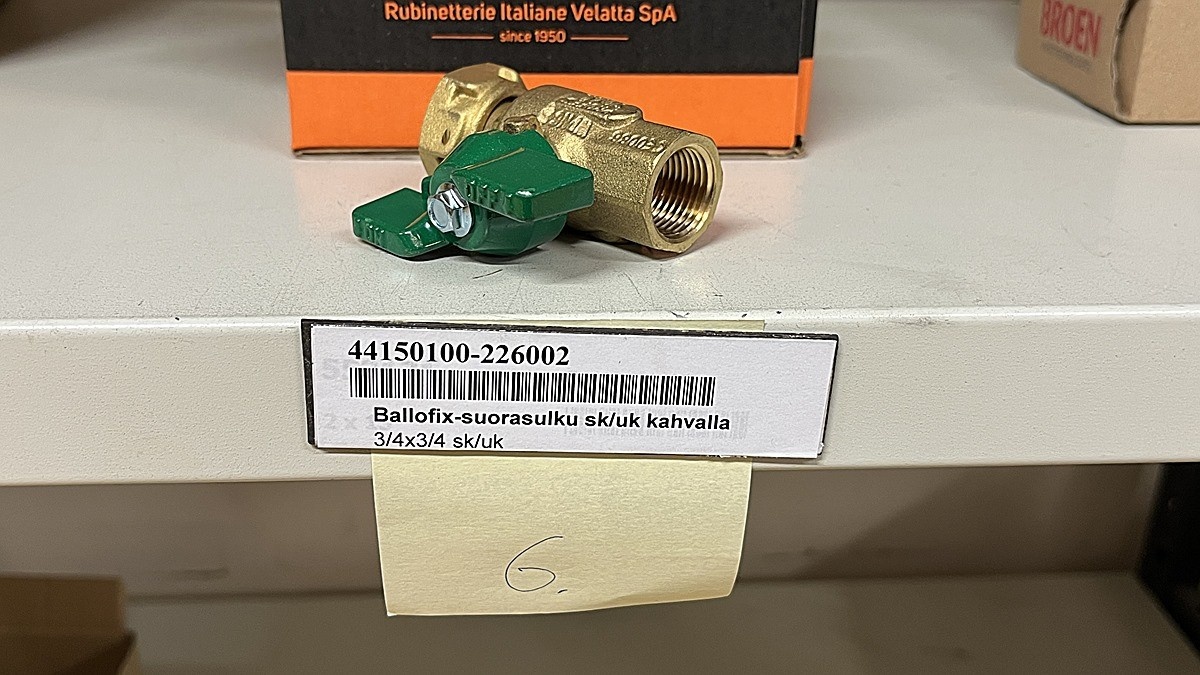 Rubinetterie Italiane Velatta SpA
since 1950
BROEN
44150100-226002
Ballofix-suorasulku sk/uk kahvalla
3/4x3/4 sk/uk
6.